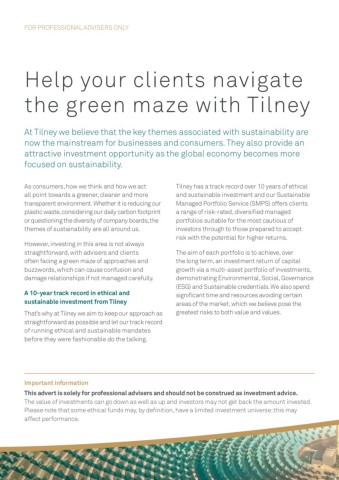 FOR PROFESSIONAL ADVISERS ONLY
Help your clients navigate
the green maze with Tilney
At Tilney we believe that the key themes associated with sustainability are
now the mainstream for businesses and consumers. They also provide an
attractive investment opportunity as the global economy becomes more
focused on sustainability.
As consumers, how we think and how we act
all point towards a greener, cleaner and more
transparent environment. Whether it is reducing our
plastic waste, considering our daily carbon footprint
or questioning the diversity of company boards, the
themes of sustainability are all around us.
However, investing in this area is not always
straightforward, with advisers and clients
often facing a green maze of approaches and
buzzwords, which can cause confusion and
damage relationships if not managed carefully.
A 10-year track record in ethical and
sustainable investment from Tilney
That's why at Tilney we aim to keep our approach as
straightforward as possible and let our track record
of running ethical and sustainable mandates
before they were fashionable do the talking.
Tilney has a track record over 10 years of ethical
and sustainable investment and our Sustainable
Managed Portfolio Service (SMPS) offers clients
a range of risk-rated, diversified managed
portfolios suitable for the most cautious of
investors through to those prepared to accept
risk with the potential for higher returns.
The aim of each portfolio is to achieve, over
the long term, an investment return of capital
growth via a multi-asset portfolio of investments,
demonstrating Environmental, Social, Governance
(ESG) and Sustainable credentials. We also spend
significant time and resources avoiding certain
areas of the market, which we believe pose the
greatest risks to both value and values.
Important information
This advert is solely for professional advisers and should not be construed as investment advice.
The value of investments can go down as well as up and investors may not get back the amount invested.
Please note that some ethical funds may, by definition, have a limited investment universe; this may
affect performance.